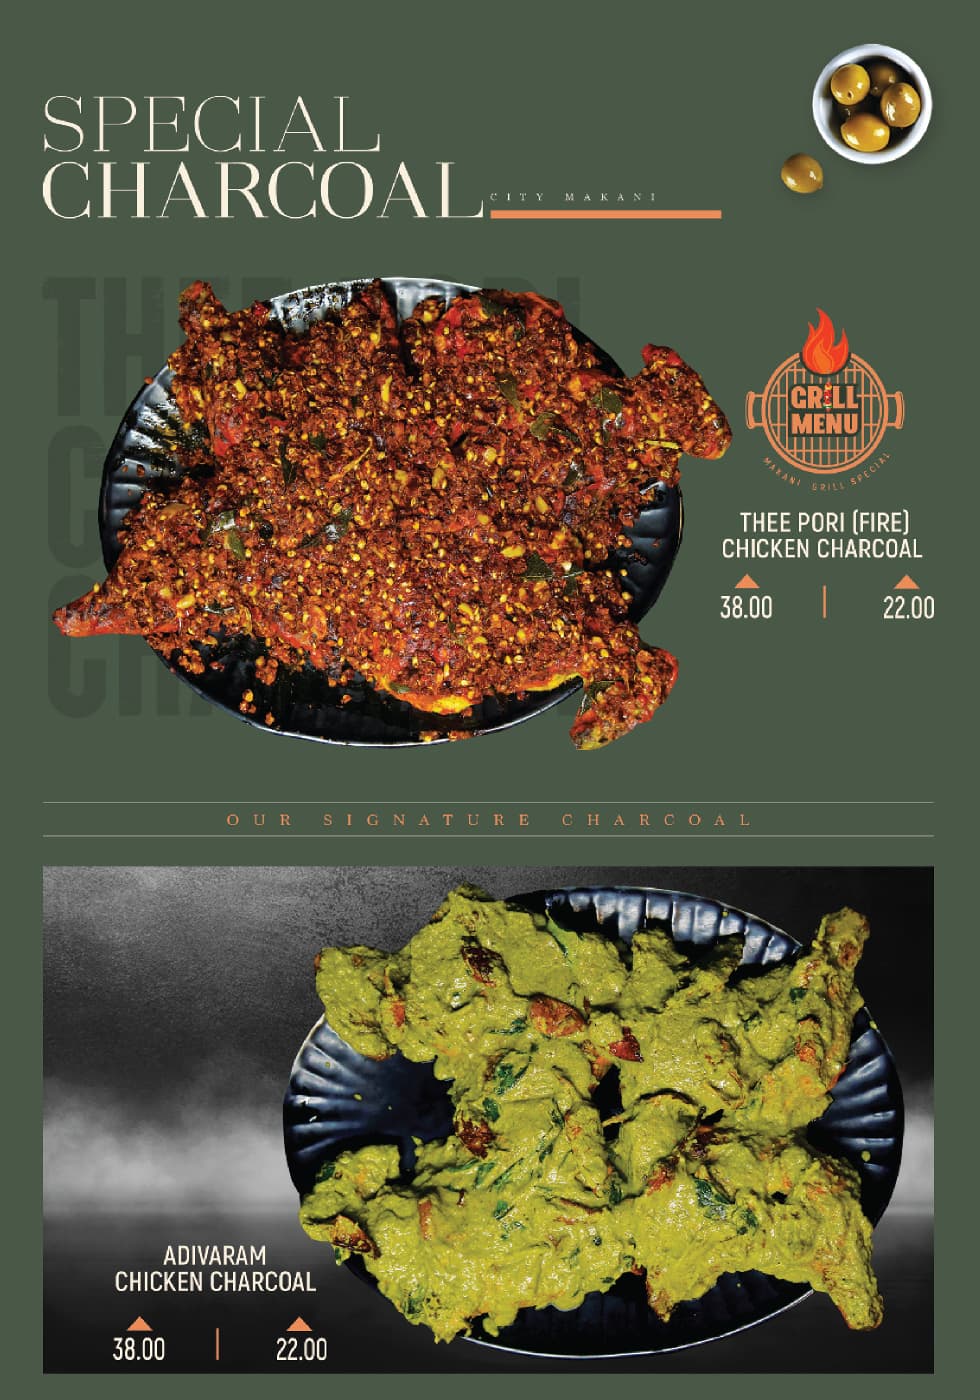 SPECIAL
CHARCOAL
CITY MAKANI
GRILL
MENU
MAKANI GRILL SPECIAL
THEE PORI (FIRE)
CHICKEN CHARCOAL
38.00 | 22.00
OUR SIGNATURE CHARCOAL
ADIVARAM
CHICKEN CHARCOAL
38.00 | 22.00